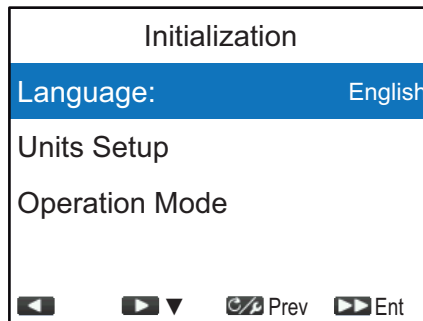 Initialization
Language: English
Units Setup
Operation Mode
Prev Ent